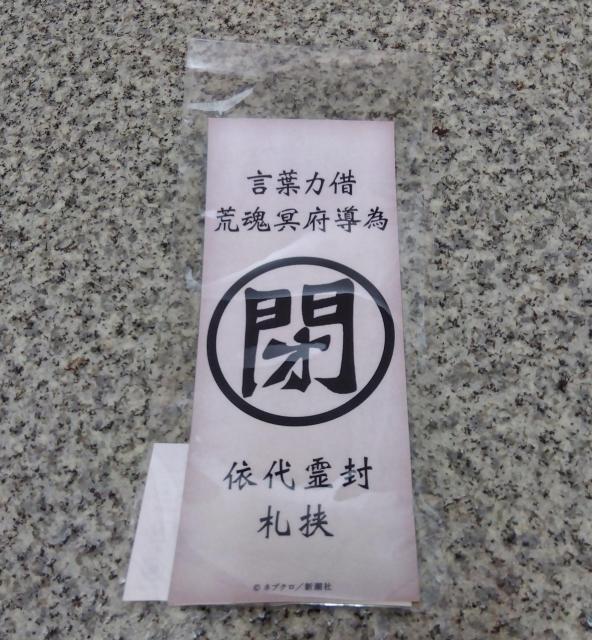 言葉力借
荒魂冥府導為
閉
依代霊封
札挟
© ネブクロ/新潮社